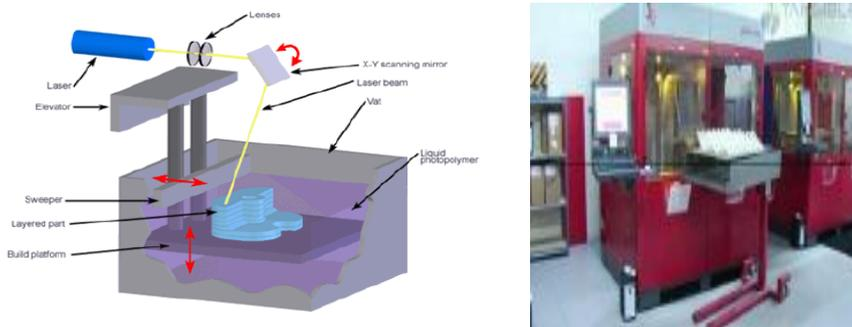 Lenses
X-Y scanning mirror
Laser
Laser beam
Elevator
Vat
Liquid
photopolymer
Sweeper
Layered part
Build platform